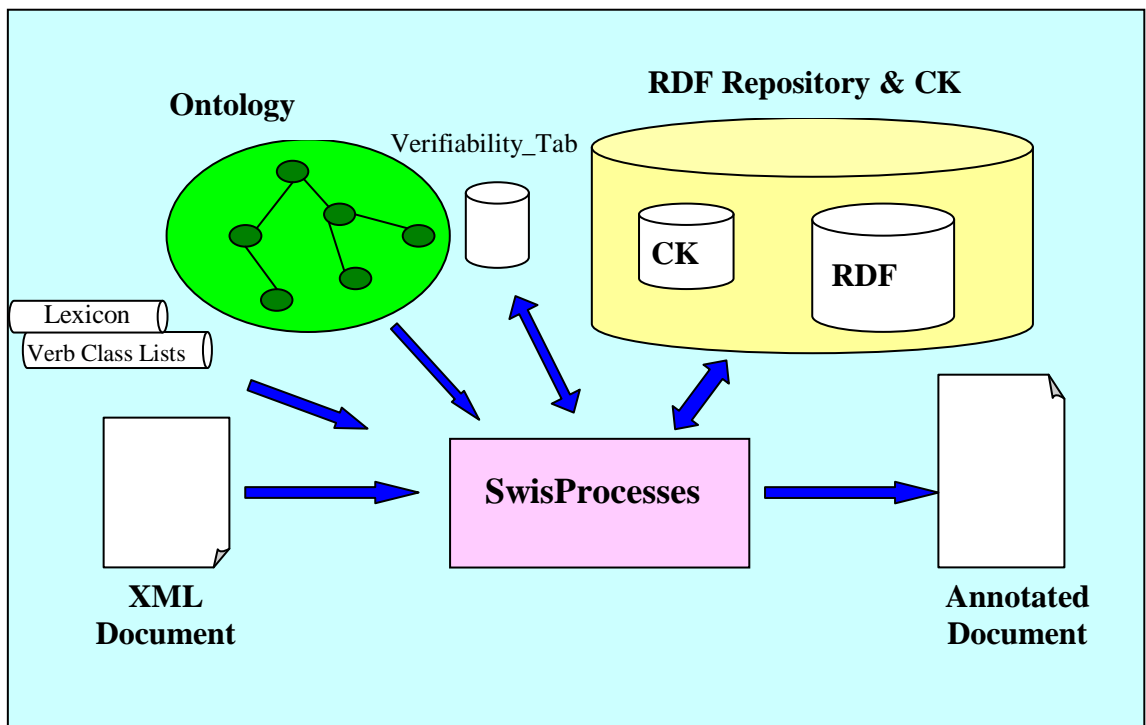 RDF Repository & CK
Ontology
Verifiability_Tab
CK
RDF
Lexicon
Verb Class Lists
SwisProcesses
XML
Document
Annotated
Document